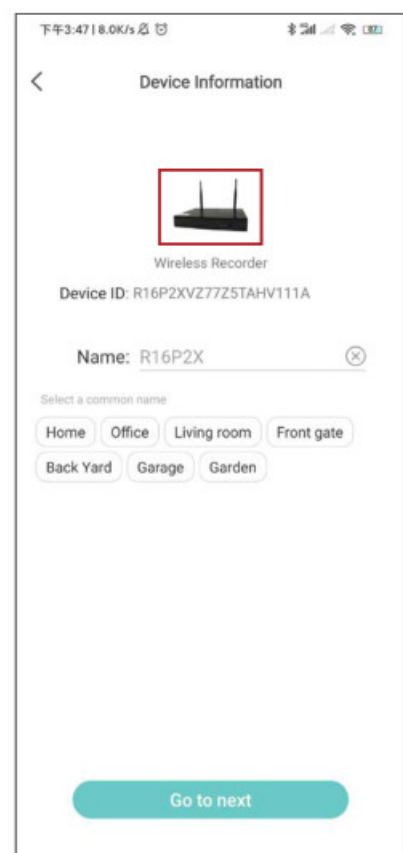 下午3:47 | 8.0K/s
Device Information
Wireless Recorder
Device ID: R16P2XVZ77Z5TAHV111A
Name: R16P2X
Select a common name
Home Office Living room Front gate
Back Yard Garage Garden
Go to next